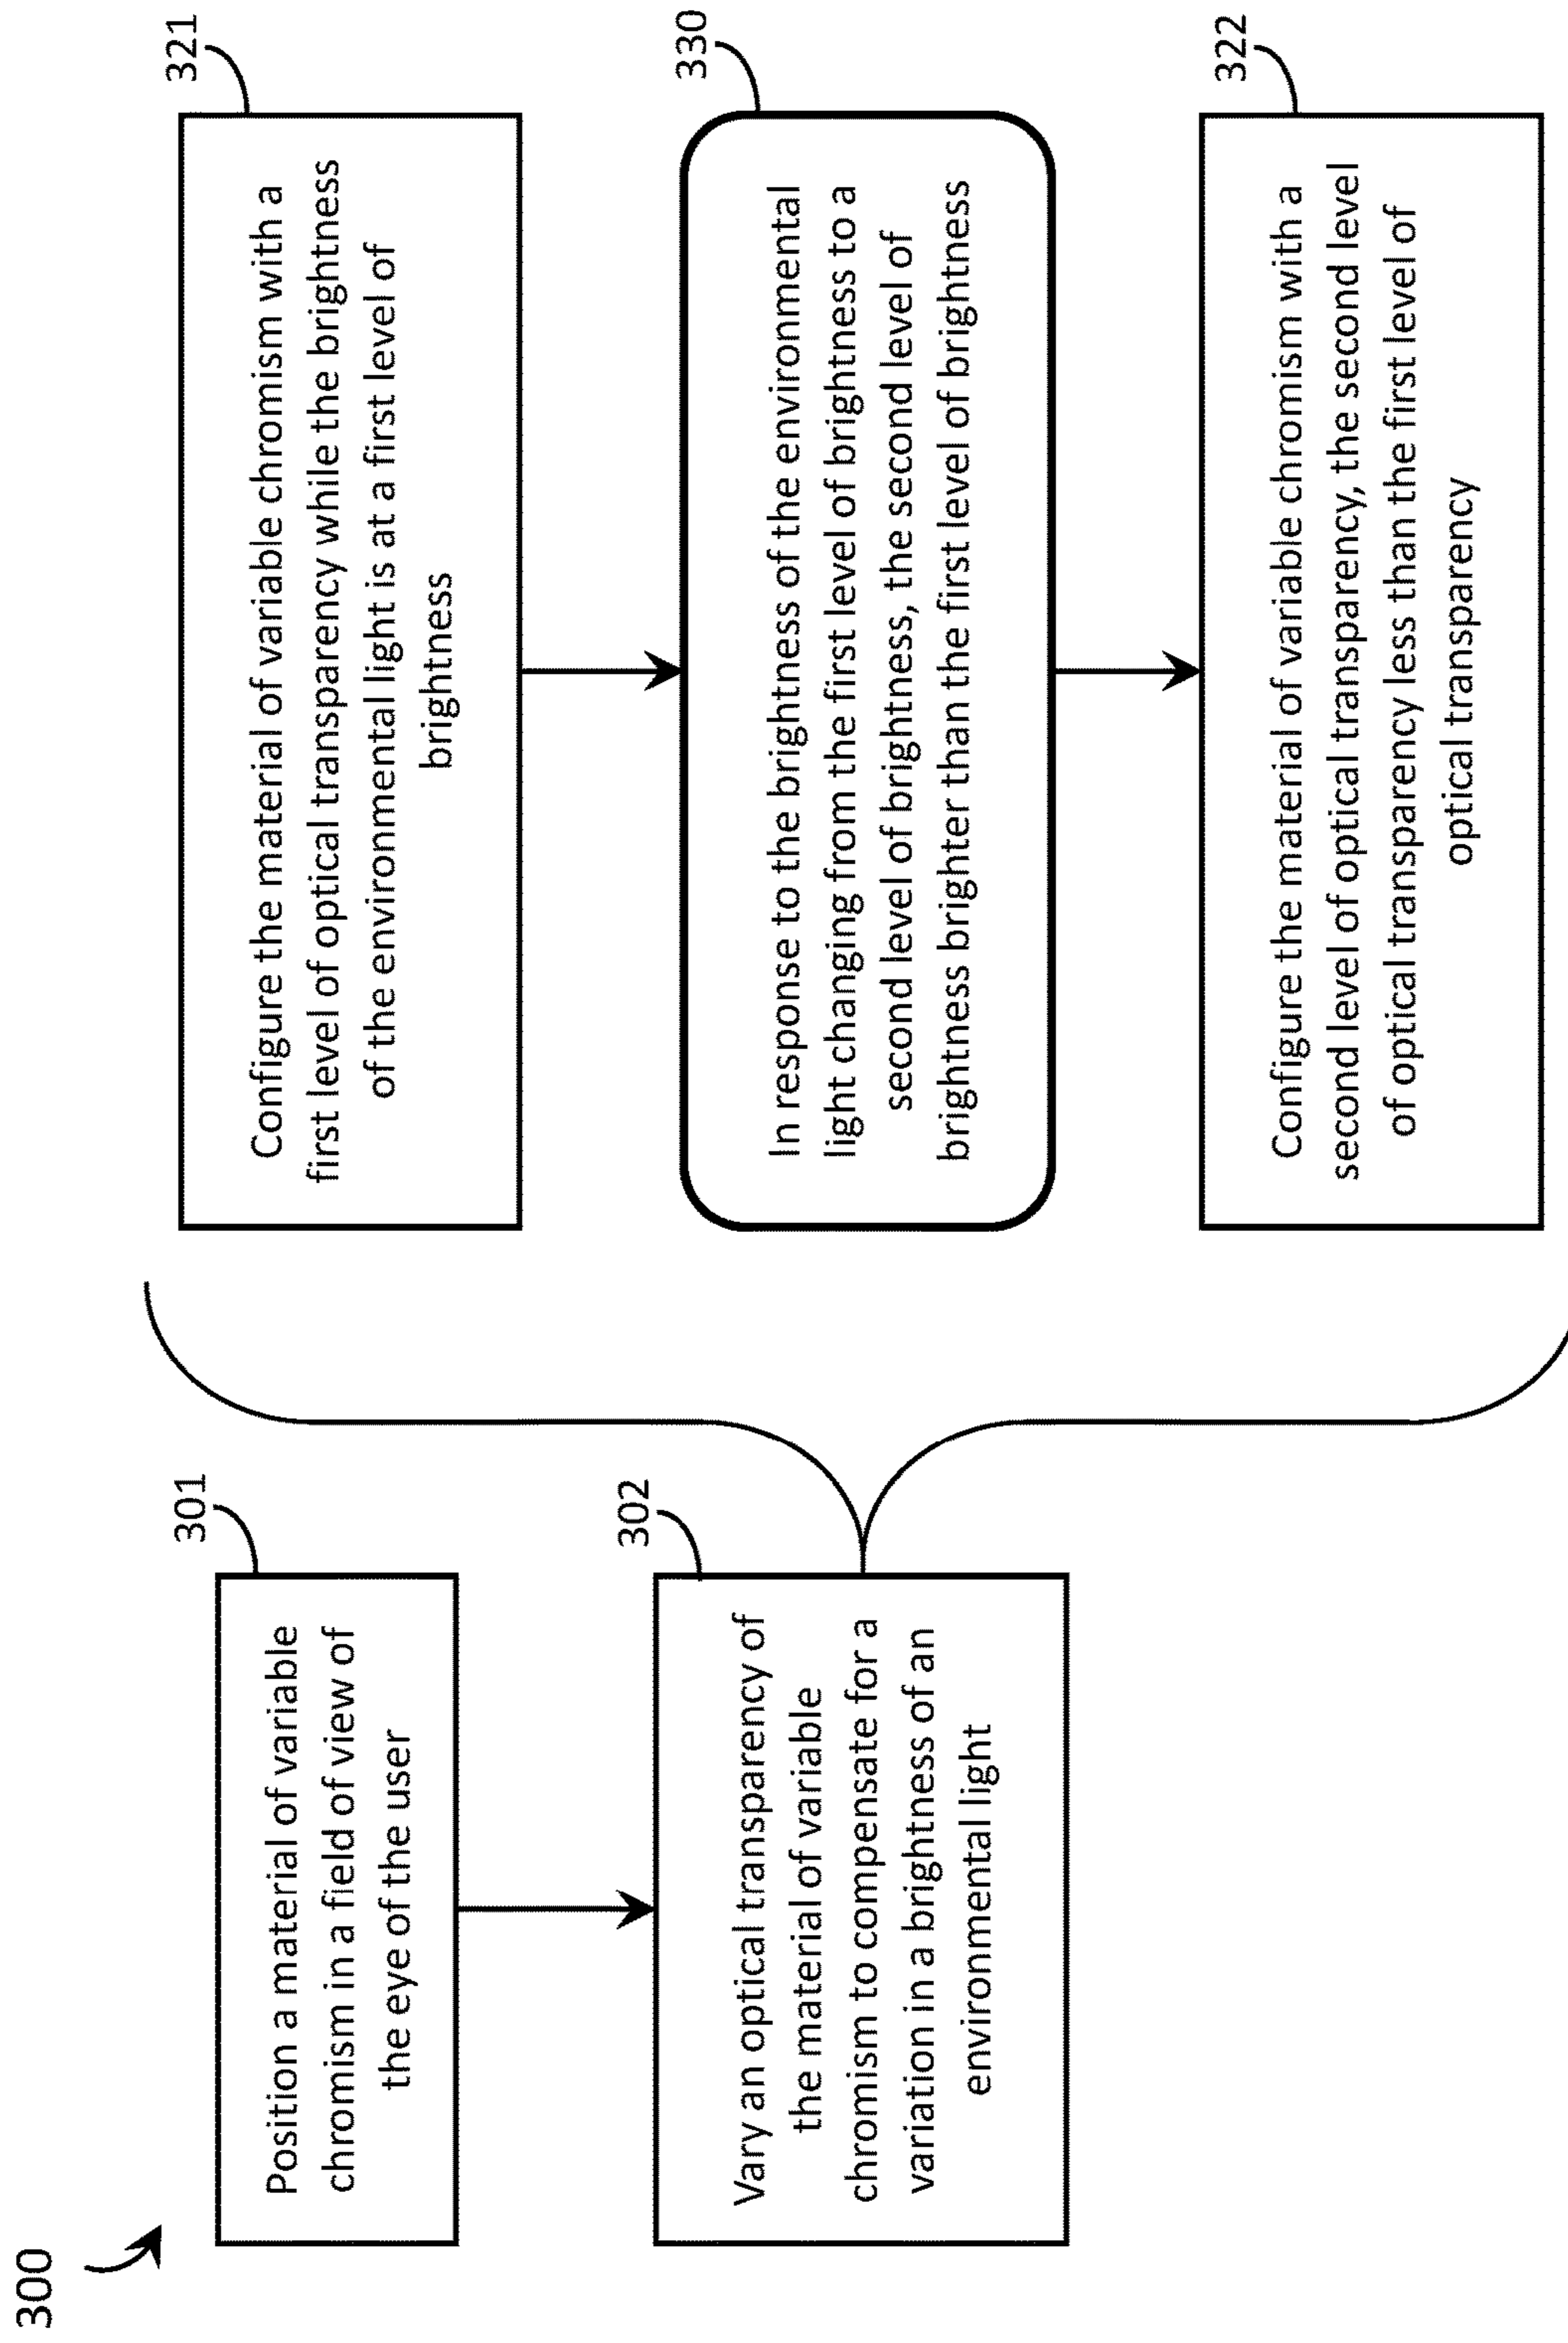 300
301
Position a material of variable
chromism in a field of view of
the eye of the user
302
Vary an optical transparency of
the material of variable
chromism to compensate for a
variation in a brightness of an
environmental light
321
Configure the material of variable chromism with a
first level of optical transparency while the brightness
of the environmental light is at a first level of
brightness
330
In response to the brightness of the environmental
light changing from the first level of brightness to a
second level of brightness, the second level of
brightness brighter than the first level of brightness
322
Configure the material of variable chromism with a
second level of optical transparency, the second level
of optical transparency less than the first level of
optical transparency